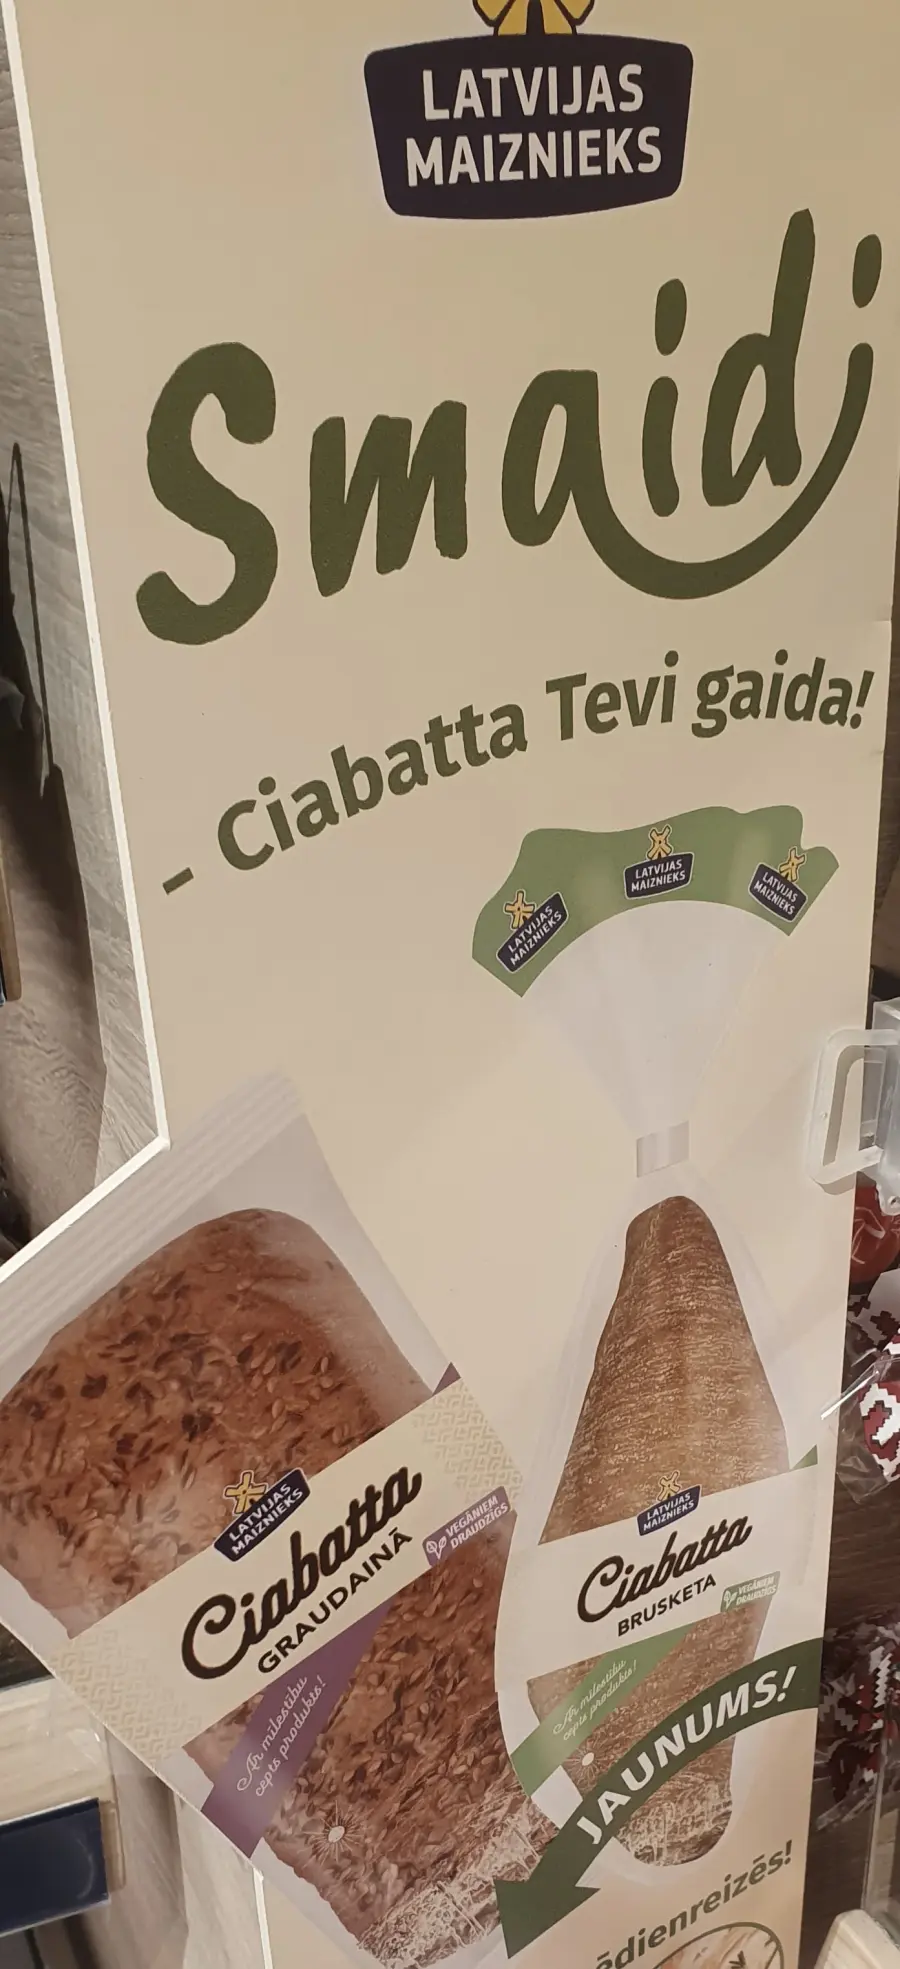 LATVIJAS
MAIZNIEKS
Smaidi
- Ciabatta Tevi gaida!
LATVIJAS
MAIZNIEKS
LATVIJAS
MAIZNIEKS
LATVIJAS
MAIZNIEKS
LATVIJAS
MAIZNIEKS
Ciabatta
GRAUDAINĀ
VEGĀNIEM
DRAUDZĪGS
Ar mīlestību
cepts produkts!
LATVIJAS
MAIZNIEKS
Ciabatta
BRUSKETA
VEGĀNIEM
DRAUDZĪGS
Ar mīlestību
cepts produkts!
JAUNUMS!
ēdienreizēs!